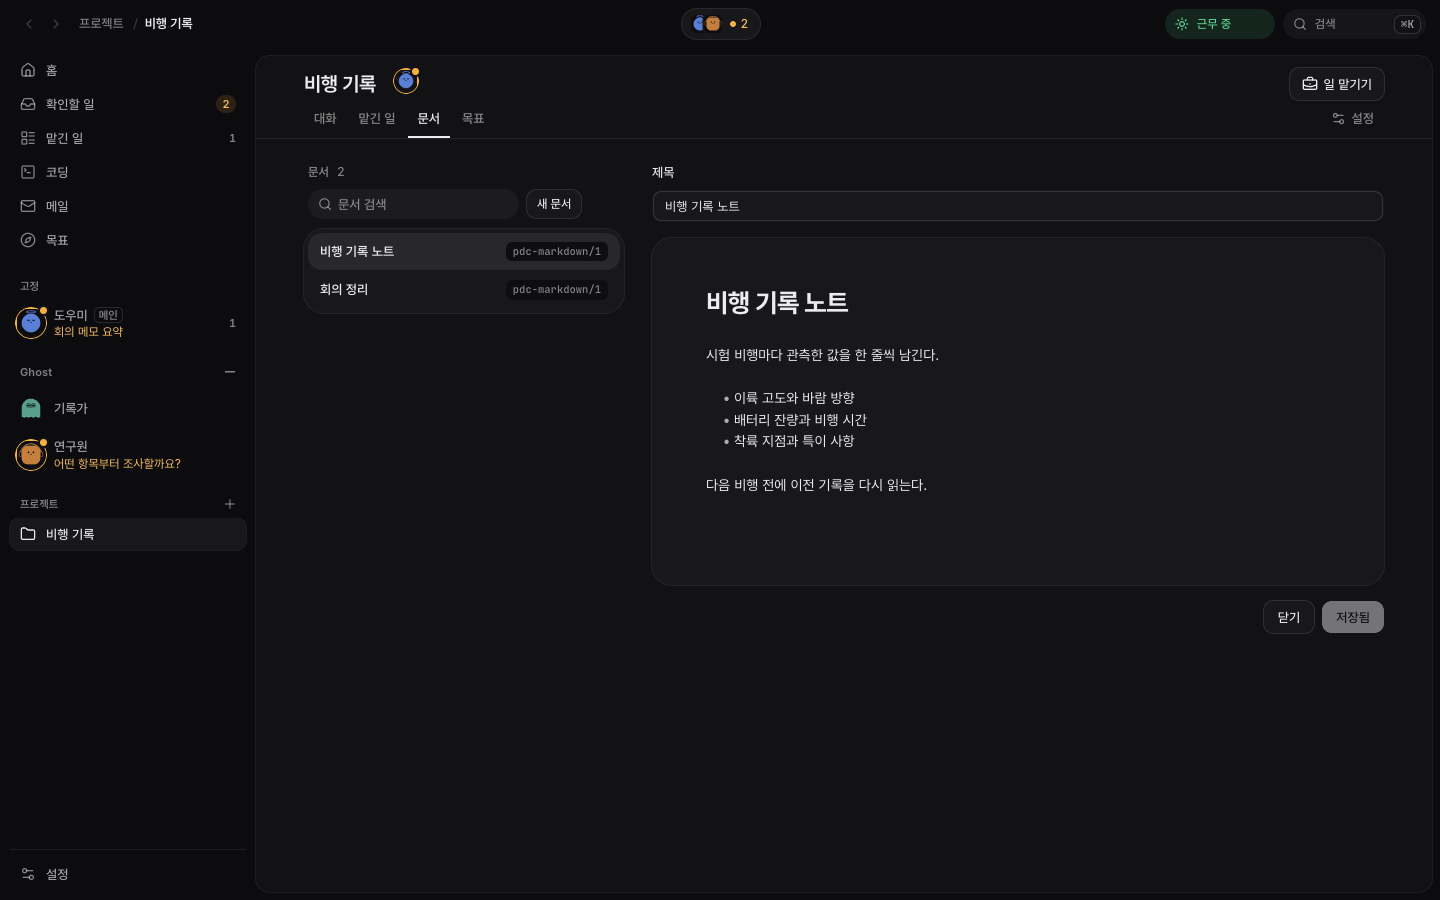 프로젝트 / 비행 기록
2
근무 중
검색
⌘K
홈
확인할 일 2
맡긴 일 1
코딩
메일
목표
고정
도우미 메인
회의 메모 요약
1
Ghost
기록가
연구원
어떤 항목부터 조사할까요?
프로젝트
비행 기록
설정
비행 기록
일 맡기기
대화 맡긴 일 문서 목표
설정
문서 2
문서 검색
새 문서
비행 기록 노트 pdc-markdown/1
회의 정리 pdc-markdown/1
제목
비행 기록 노트
비행 기록 노트
시험 비행마다 관측한 값을 한 줄씩 남긴다.
• 이륙 고도와 바람 방향
• 배터리 잔량과 비행 시간
• 착륙 지점과 특이 사항
다음 비행 전에 이전 기록을 다시 읽는다.
닫기
저장됨